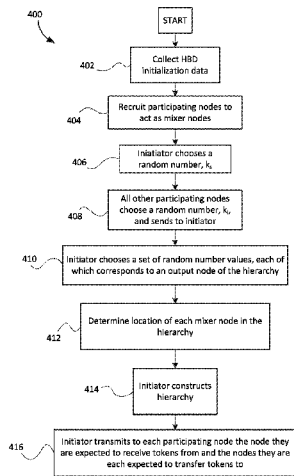 400
START
Collect HBD
initialization data
402
Recruit participating nodes to
act as mixer nodes
404
Iniatiator chooses a
random number, k
406
All other participating nodes
choose a random number, k
and sends to initiator
408
Initiator chooses a set of random number values, each
of which corresponds to an output node of the hierarchy
410
Determine location of each mixer node in the
hierarchy
412
Initiator constructs
hierarchy
414
Initiator transmits to each participating node the node they
are expected to receive tokens from and the nodes they are
each expected to transfer tokens to
416